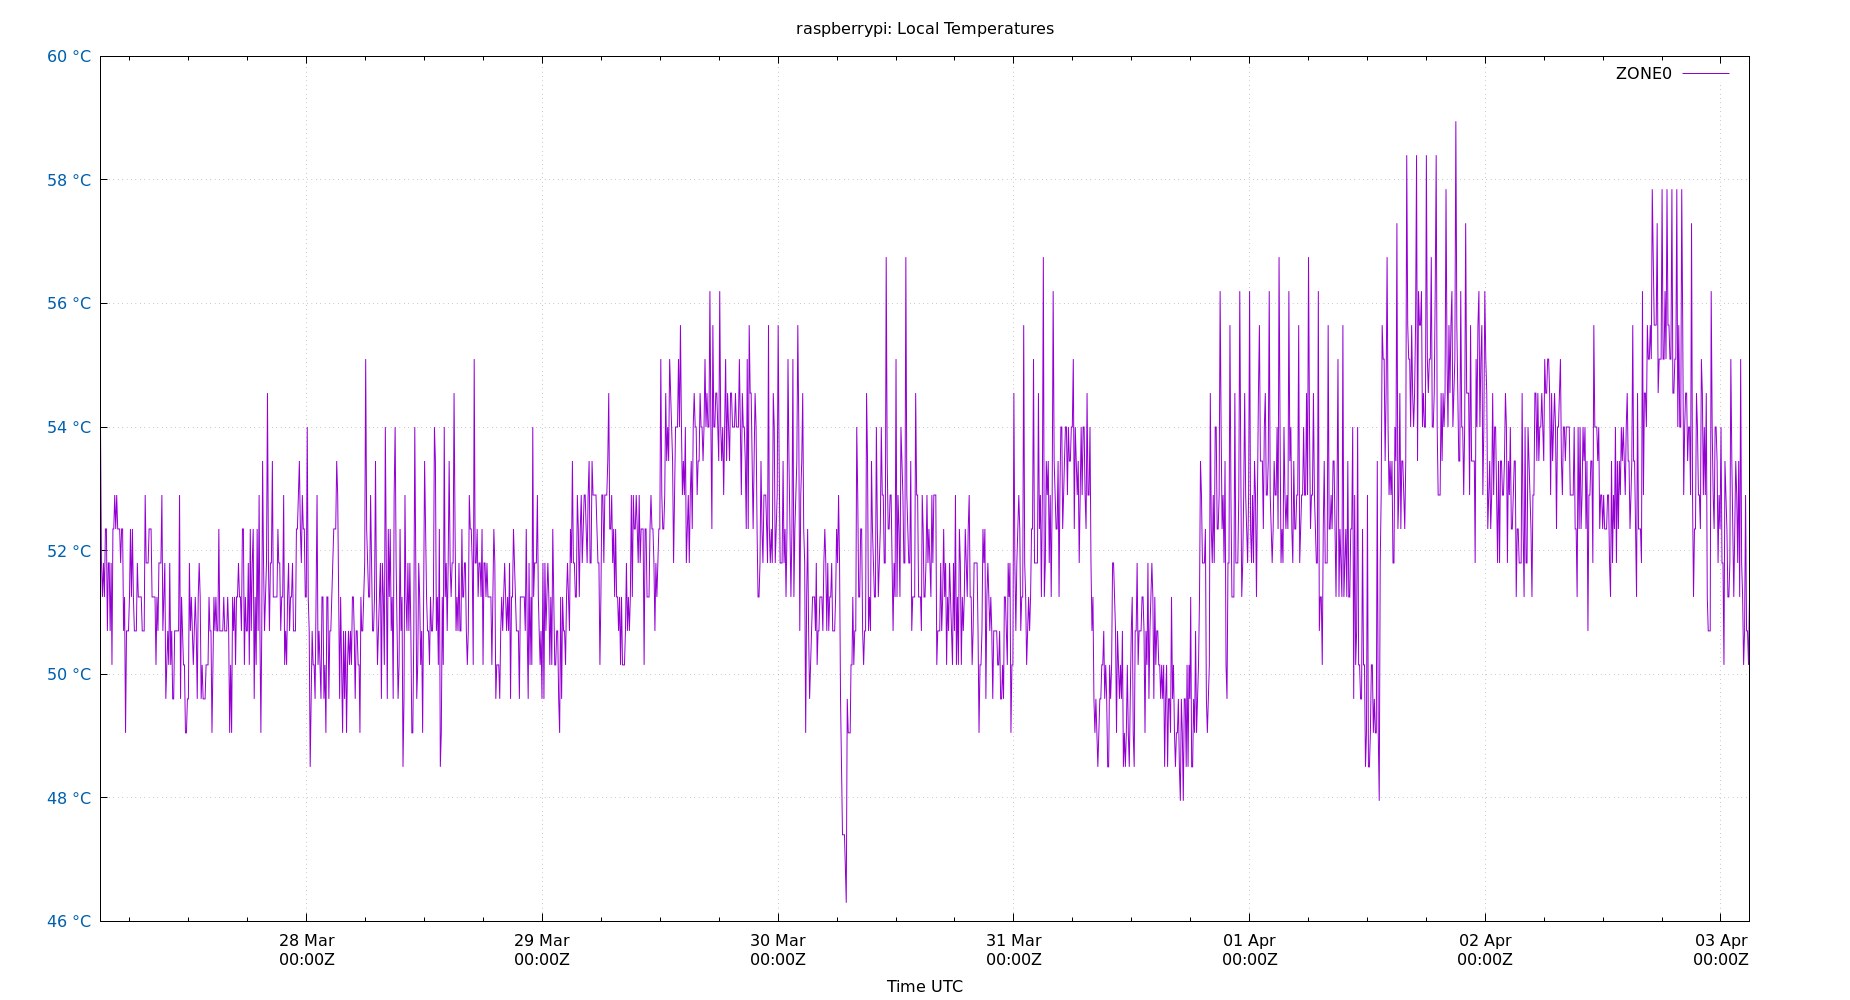 raspberrypi: Local Temperatures
60 °C
ZONE0
58 °C
56 °C
54 °C
52 °C
50 °C
48 °C
46 °C
28 Mar 29 Mar 30 Mar 31 Mar 01 Apr 02 Apr 03 Apr
00:00Z 00:00Z 00:00Z 00:00Z 00:00Z 00:00Z 00:00Z
Time UTC